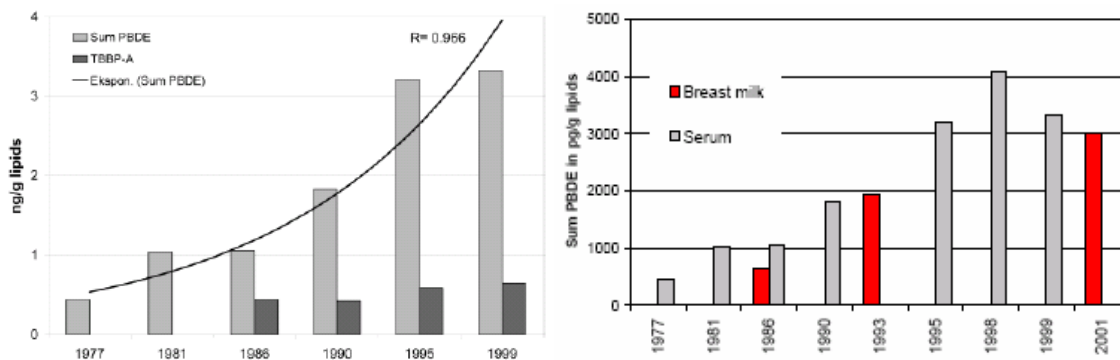 4
Sum PBDE
TBBP-A
Ekspon. (Sum PBDE)
R= 0.966
3
2
1
0
ng/g lipids
1977 1981 1986 1990 1995 1999
5000
4000
3000
2000
1000
0
Sum PBDE in pg/g lipids
Breast milk
Serum
1977 1981 1986 1990 1993 1995 1998 1999 2001